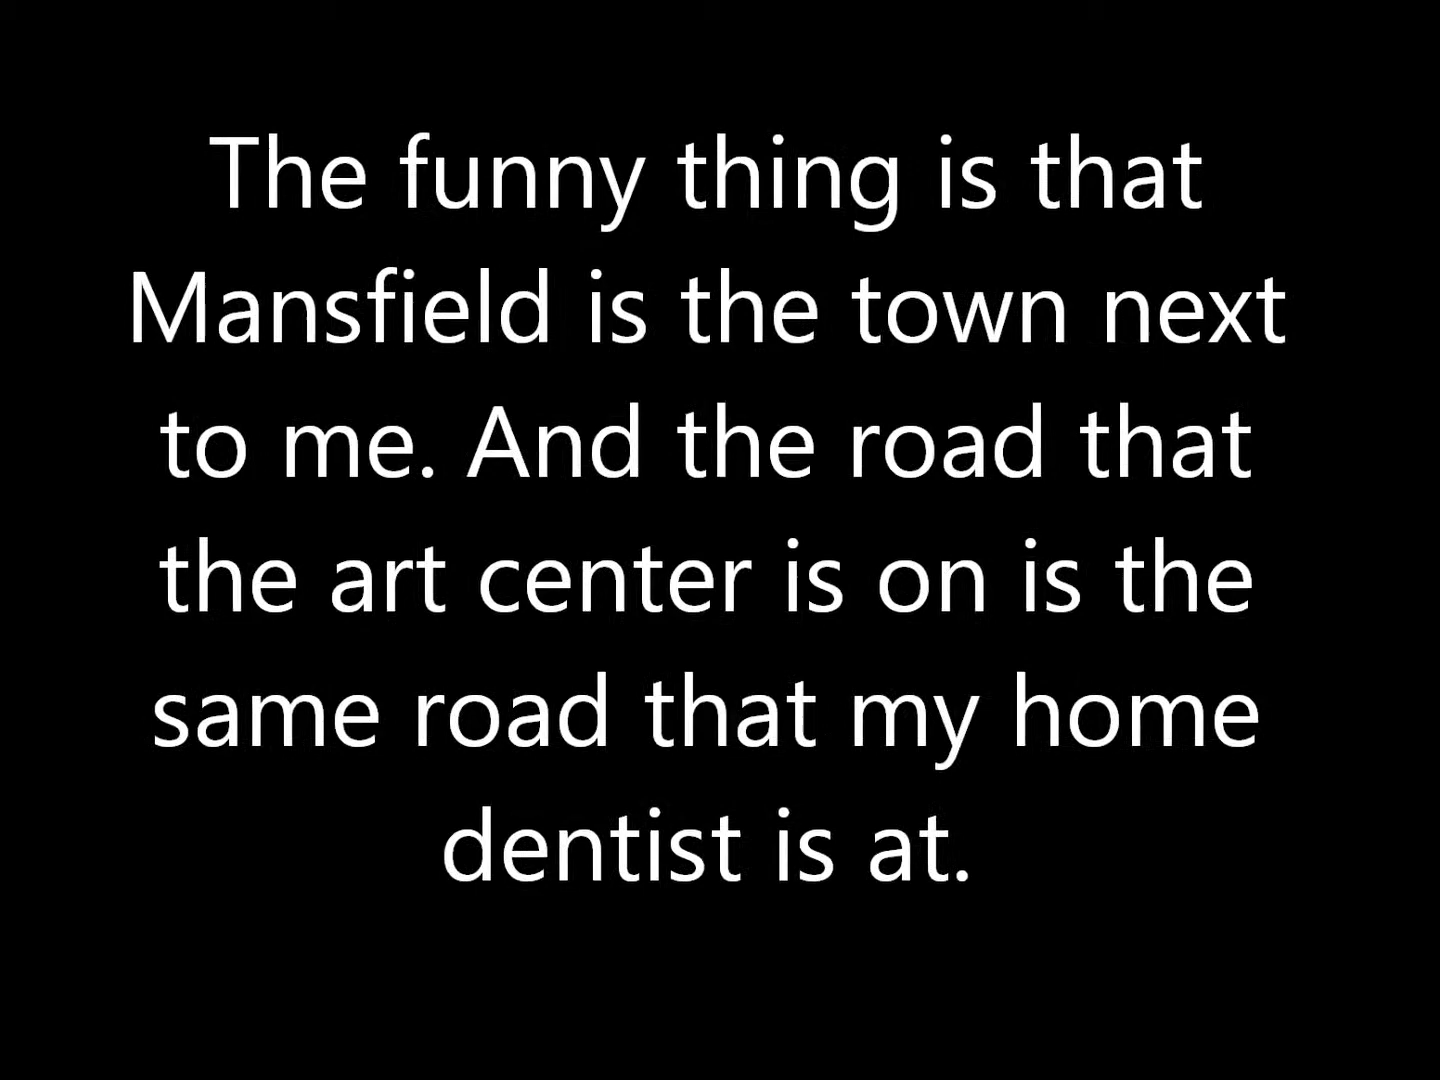 The funny thing is that
Mansfield is the town next
to me. And the road that
the art center is on is the
same road that my home
dentist is at.